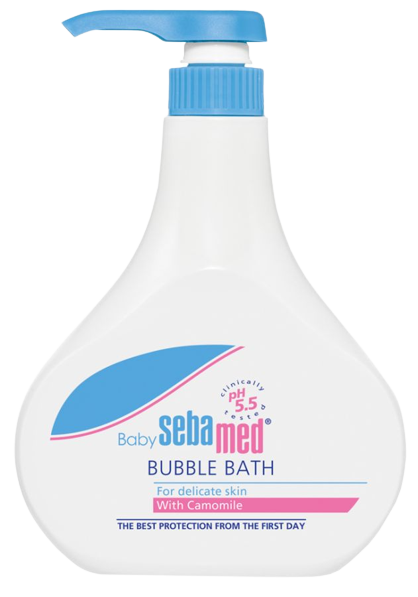 clinically
pH
5.5
tested
Baby sebamed®
BUBBLE BATH
For delicate skin
With Camomile
THE BEST PROTECTION FROM THE FIRST DAY